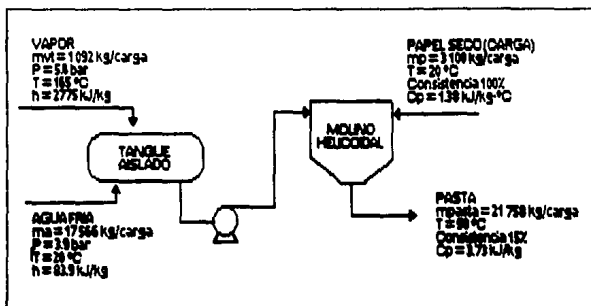 VAPOR
mvt = 1 092 kg/carga
P = 5.8 bar
T = 165 °C
h = 2775 kJ/kg
PAPEL SECO (CARGA)
mp = 3 100 kg/carga
T = 20 °C
Consistencia 100%
Cp = 1.38 kJ/kg-°C
TANQUE
AISLADO
MOLINO
HELICOIDAL
AGUA FRIA
ma = 17 566 kg/carga
P = 3.9 bar
T = 20 °C
h = 83.9 kJ/kg
PASTA
mpasta = 21 758 kg/carga
Consistencia 15%
Cp = 3.73 kJ/kg